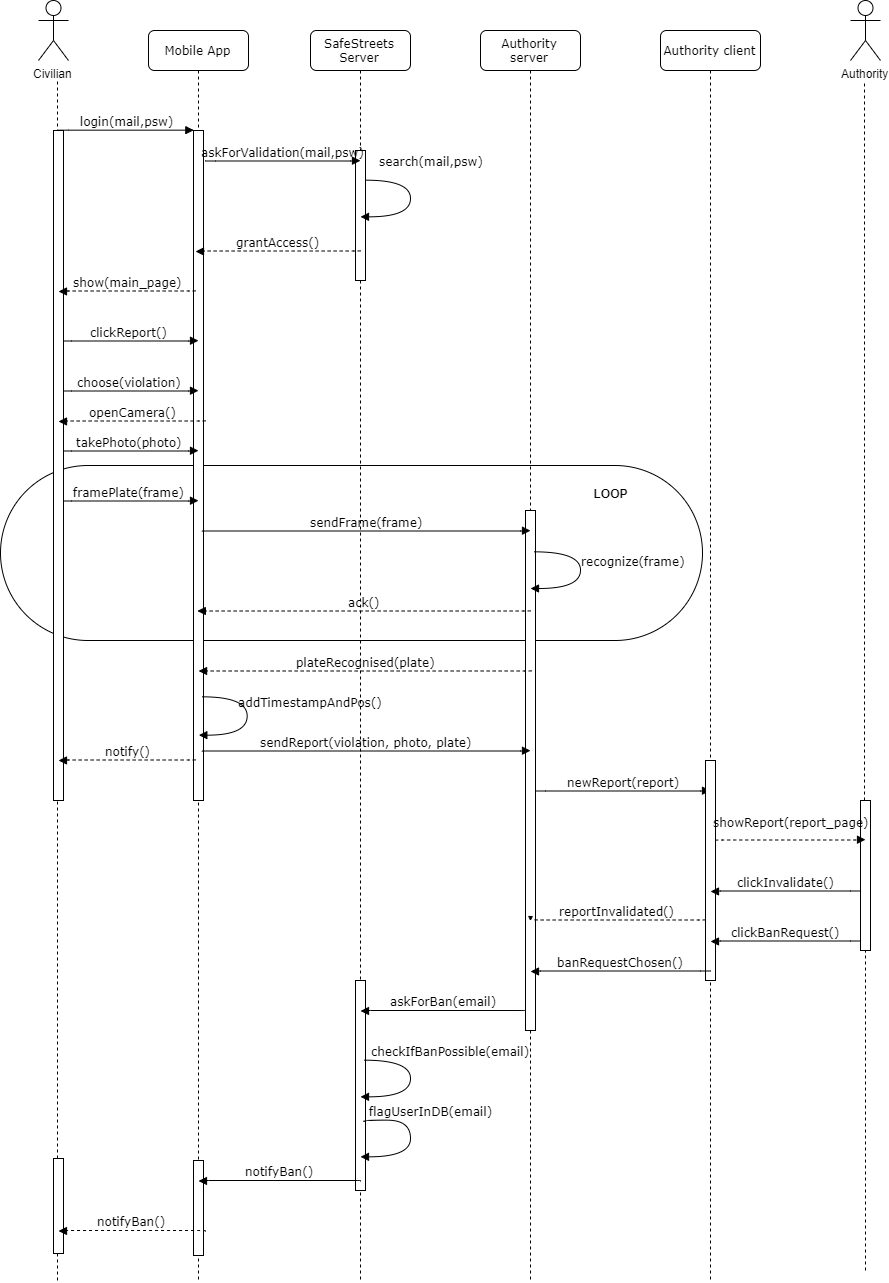 Civilian
Mobile App
SafeStreets
Server
Authority
server
Authority client
Authority
login(mail,psw)
askForValidation(mail,psw)
search(mail,psw)
grantAccess()
show(main_page)
clickReport()
choose(violation)
openCamera()
takePhoto(photo)
framePlate(frame)
LOOP
sendFrame(frame)
recognize(frame)
ack()
plateRecognised(plate)
addTimestampAndPos()
sendReport(violation, photo, plate)
notify()
newReport(report)
showReport(report_page)
clickInvalidate()
reportInvalidated()
clickBanRequest()
banRequestChosen()
askForBan(email)
checkIfBanPossible(email)
flagUserInDB(email)
notifyBan()
notifyBan()